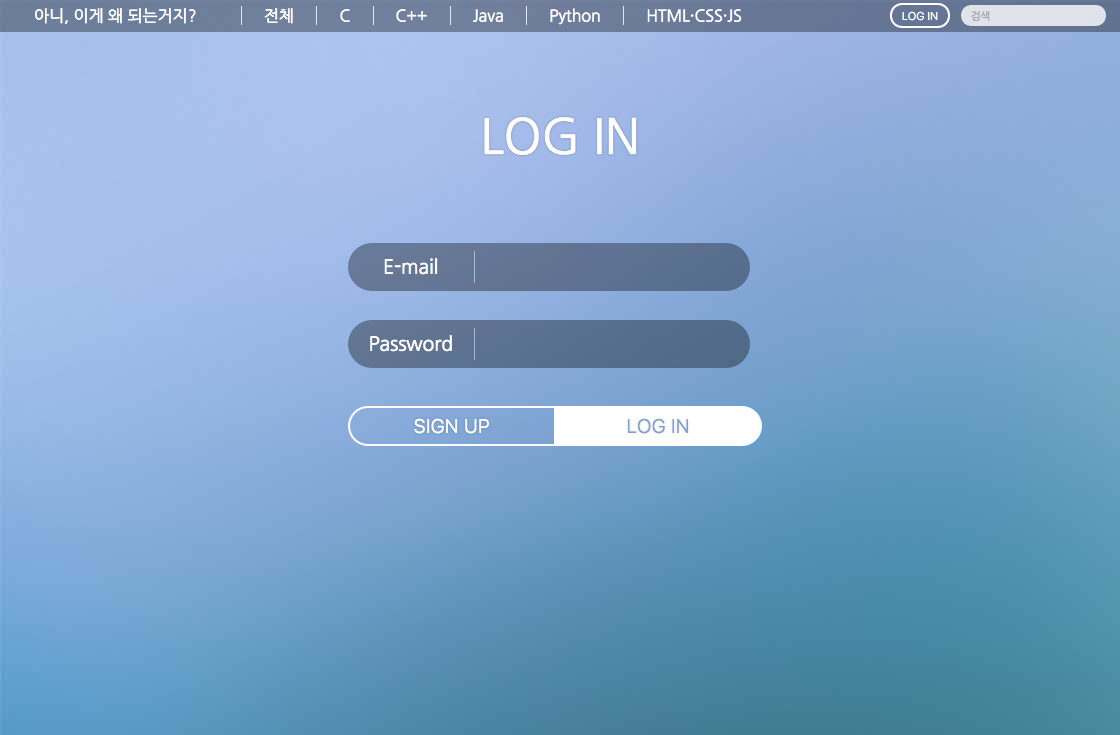 아니, 이게 왜 되는거지? 전체 C C++ Java Python HTML·CSS·JS LOG IN 검색
LOG IN
E-mail
Password
SIGN UP LOG IN